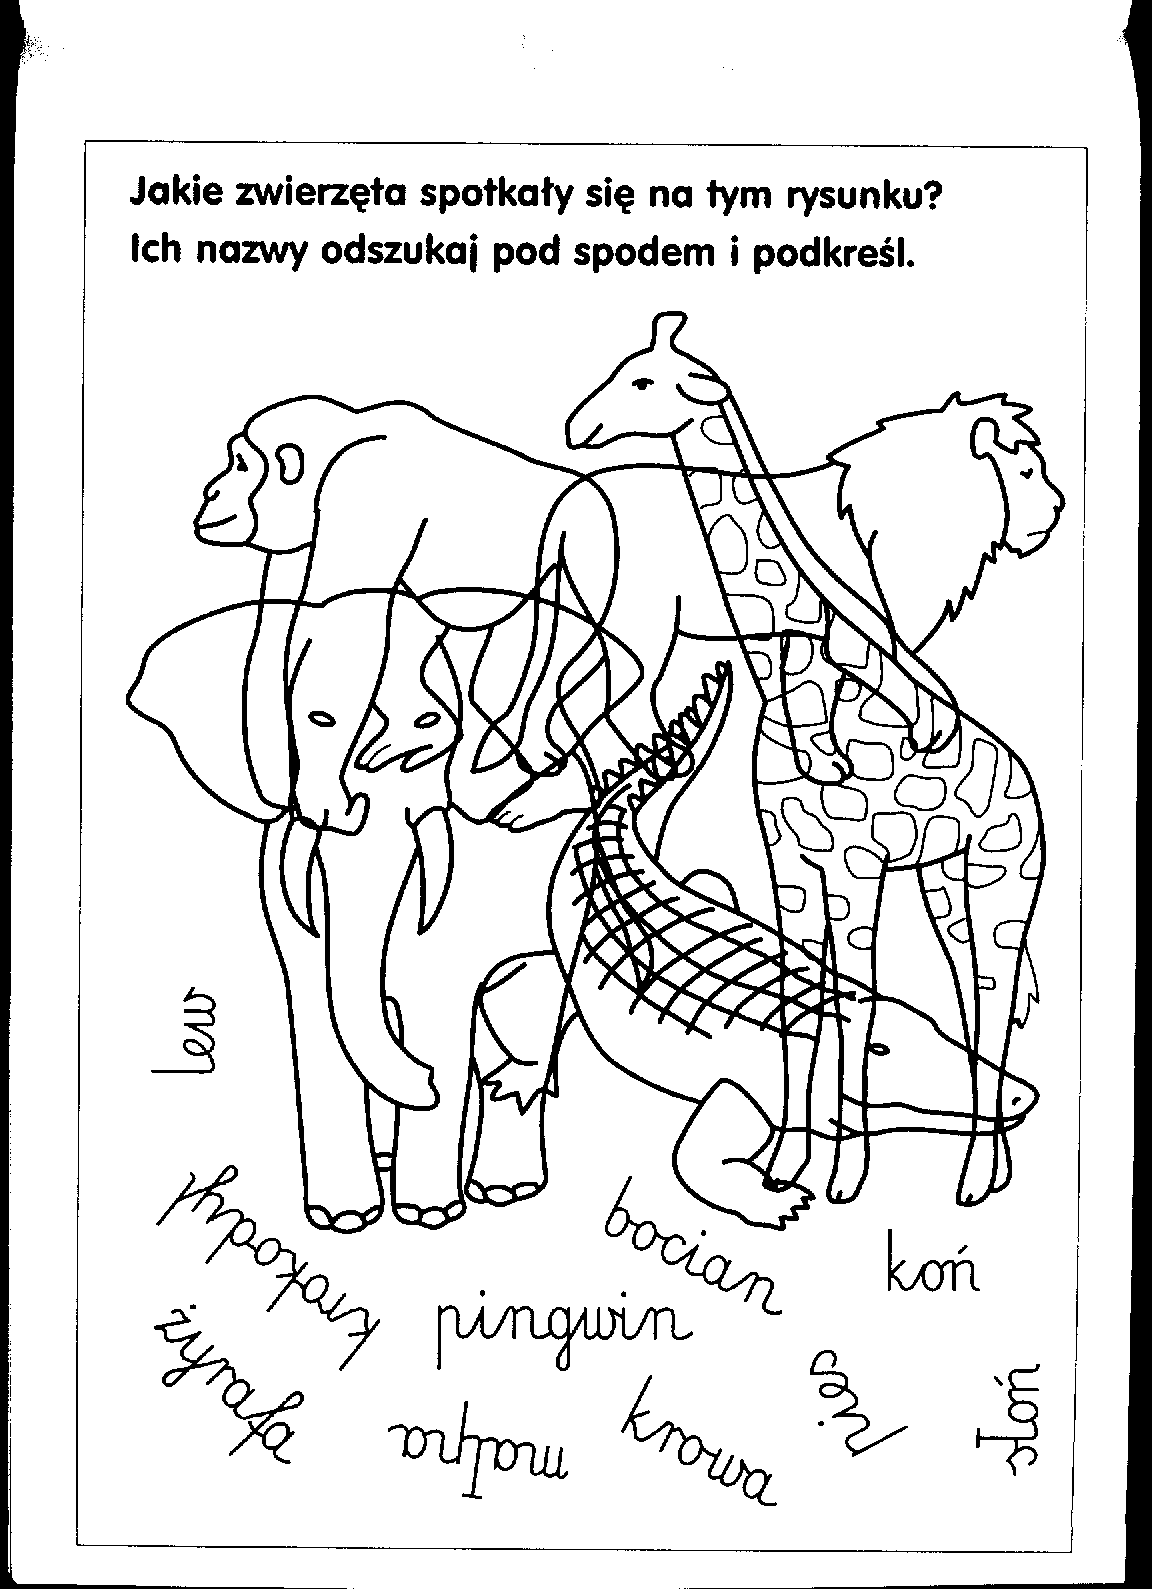 Jakie zwierzęta spotkały się na tym rysunku?
Ich nazwy odszukaj pod spodem i podkreśl.
lew
krokodyl
bocian
koń
pingwin
żyrafa
małpa
krowa
pies
słoń